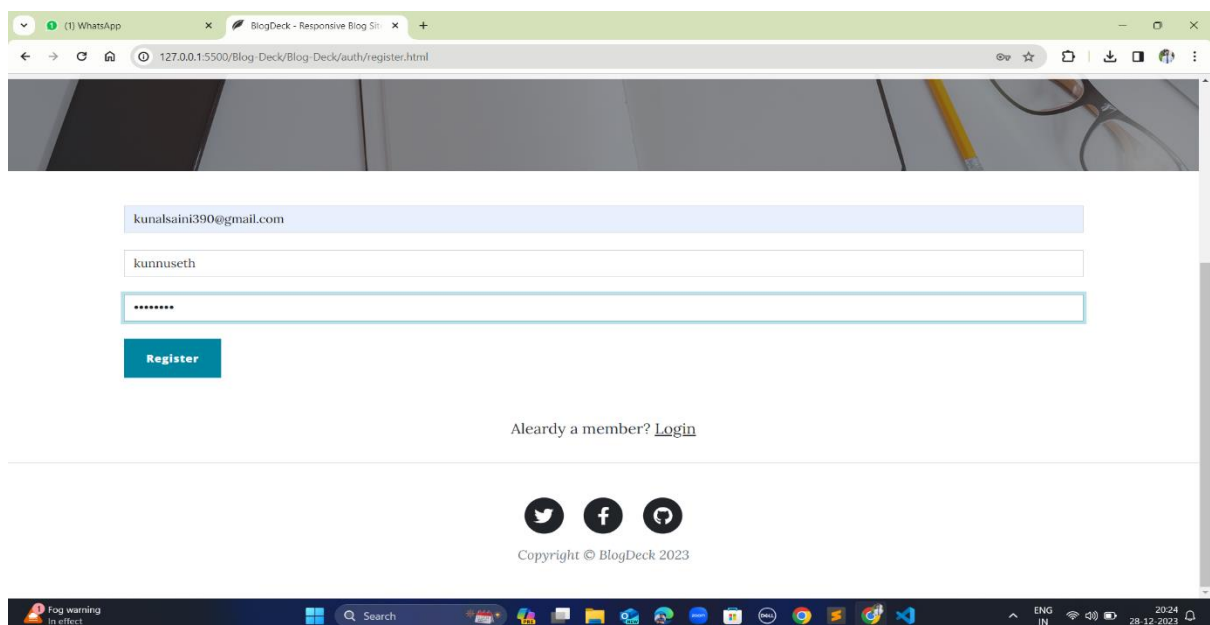 (1) WhatsApp
BlogDeck - Responsive Blog Sit
127.0.0.1:5500/Blog-Deck/Blog-Deck/auth/register.html
kunalsaini390@gmail.com
kunnuseth
••••••••
Register
Aleardy a member? Login
Copyright © BlogDeck 2023
Fog warning
In effect
Search
ENG
IN
20:24
28-12-2023